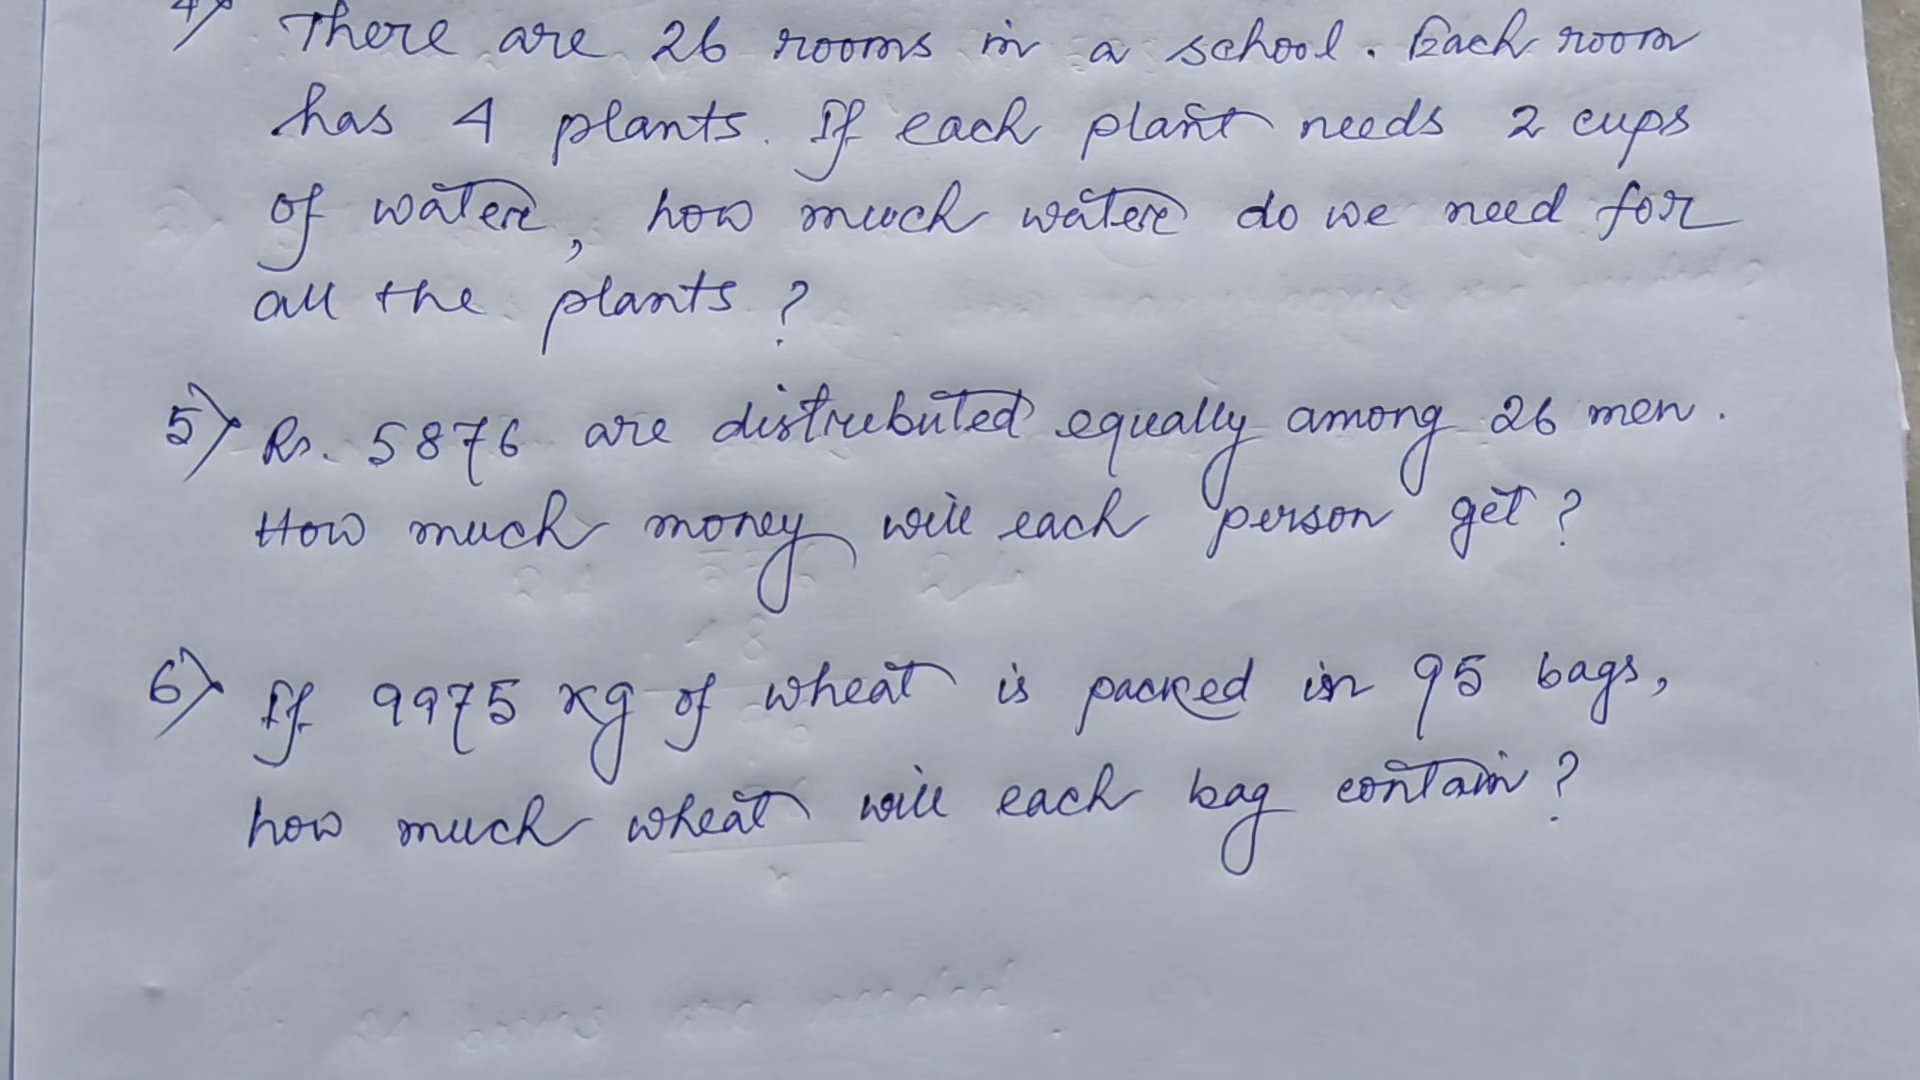 4) There are 26 rooms in a school. Each room
has 4 plants. If each plant needs 2 cups
of water, how much water do we need for
all the plants ?
5) Rs. 5876 are distributed equally among 26 men.
How much money will each person get ?
6) If 9975 kg of wheat is packed in 95 bags,
how much wheat will each bag contain ?